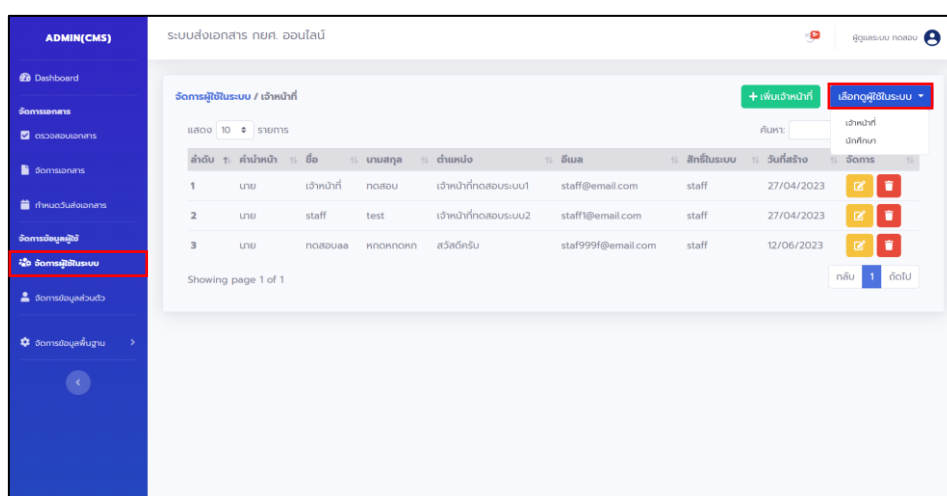 ADMIN(CMS)
ระบบส่งเอกสาร กยศ. ออนไลน์
ผู้ดูแลระบบ ทดสอบ
Dashboard
จัดการเอกสาร
ตรวจสอบเอกสาร
จัดการเอกสาร
กำหนดวันส่งเอกสาร
จัดการข้อมูลผู้ใช้
จัดการผู้ใช้ในระบบ
จัดการข้อมูลส่วนตัว
จัดการข้อมูลพื้นฐาน
จัดการผู้ใช้ในระบบ / เจ้าหน้าที่
+ เพิ่มเจ้าหน้าที่
เลือกดูผู้ใช้ในระบบ
เจ้าหน้าที่
นักศึกษา
แสดง 10 รายการ
ค้นหา:
ลำดับ คำนำหน้า ชื่อ นามสกุล ตำแหน่ง อีเมล สิทธิ์ในระบบ วันที่สร้าง จัดการ
1 นาย เจ้าหน้าที่ ทดสอบ เจ้าหน้าที่ทดสอบระบบ1 staff@email.com staff 27/04/2023
2 นาย staff test เจ้าหน้าที่ทดสอบระบบ2 staff1@email.com staff 27/04/2023
3 นาย ทดสอบaa หกดหกดหก สวัสดีครับ staf999f@email.com staff 12/06/2023
Showing page 1 of 1
กลับ 1 ถัดไป